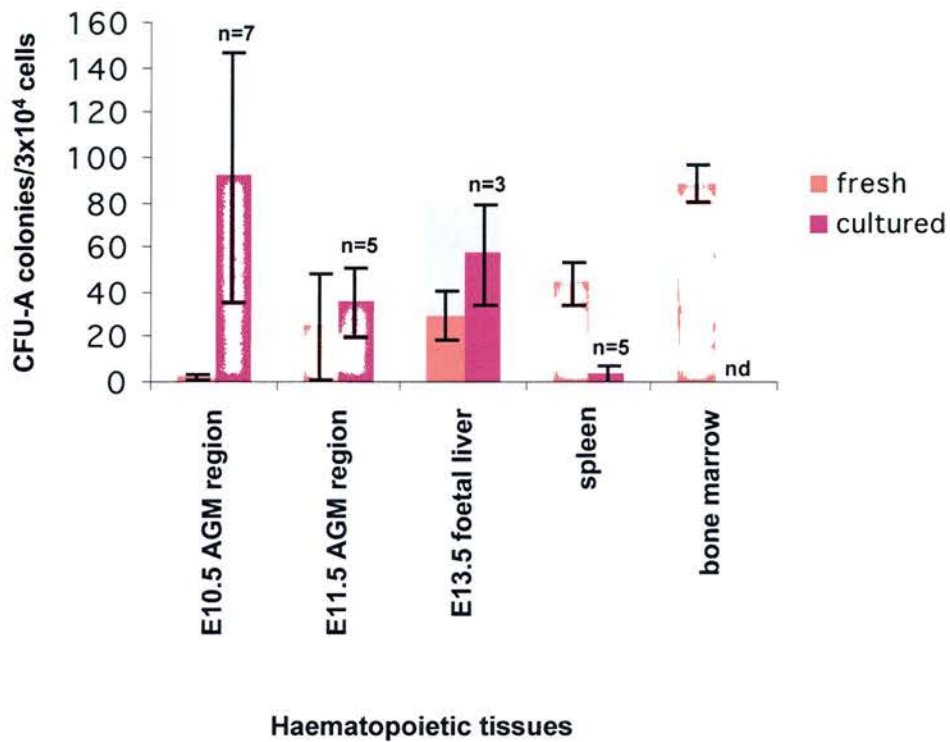 CFU-A colonies/3x10⁴ cells
160
140
120
100
80
60
40
20
0
n=7
n=5
n=3
n=5
nd
fresh
cultured
E10.5 AGM region
E11.5 AGM region
E13.5 foetal liver
spleen
bone marrow
Haematopoietic tissues